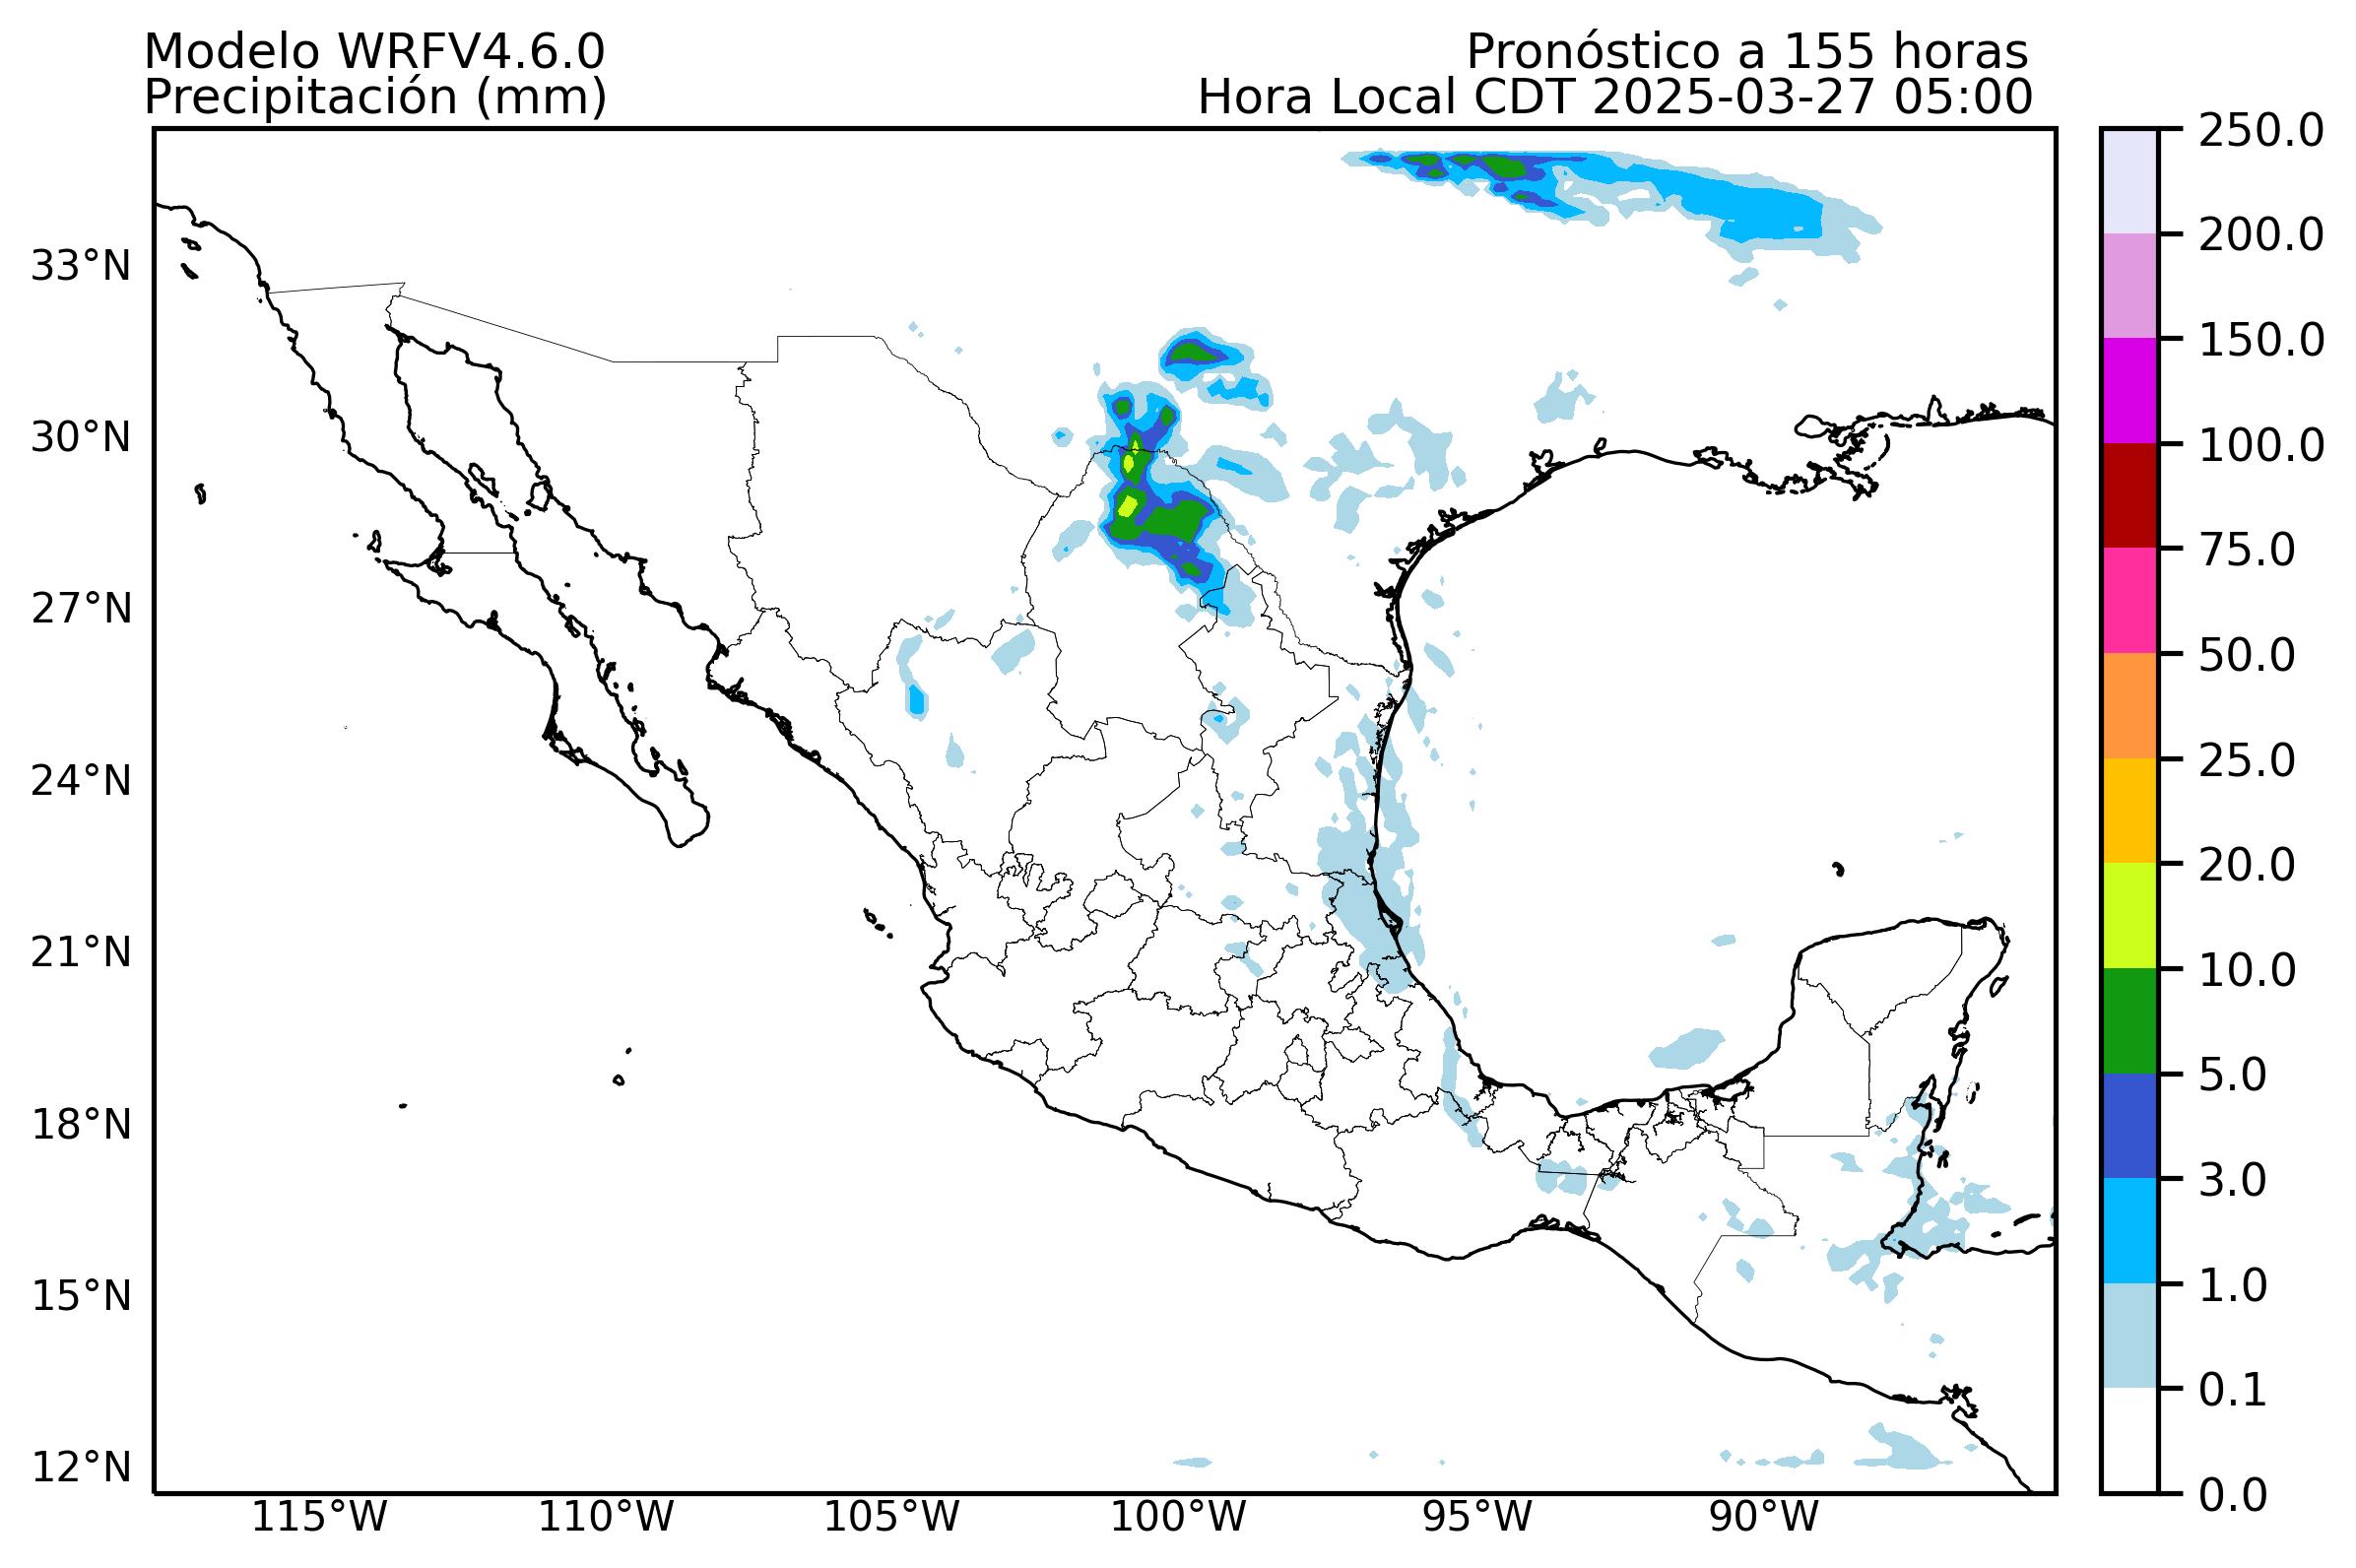 Modelo WRFV4.6.0
Pronóstico a 155 horas
Precipitación (mm)
Hora Local CDT 2025-03-27 05:00
250.0
200.0
150.0
100.0
75.0
50.0
25.0
20.0
10.0
5.0
3.0
1.0
0.1
0.0
33°N
30°N
27°N
24°N
21°N
18°N
15°N
12°N
115°W
110°W
105°W
100°W
95°W
90°W